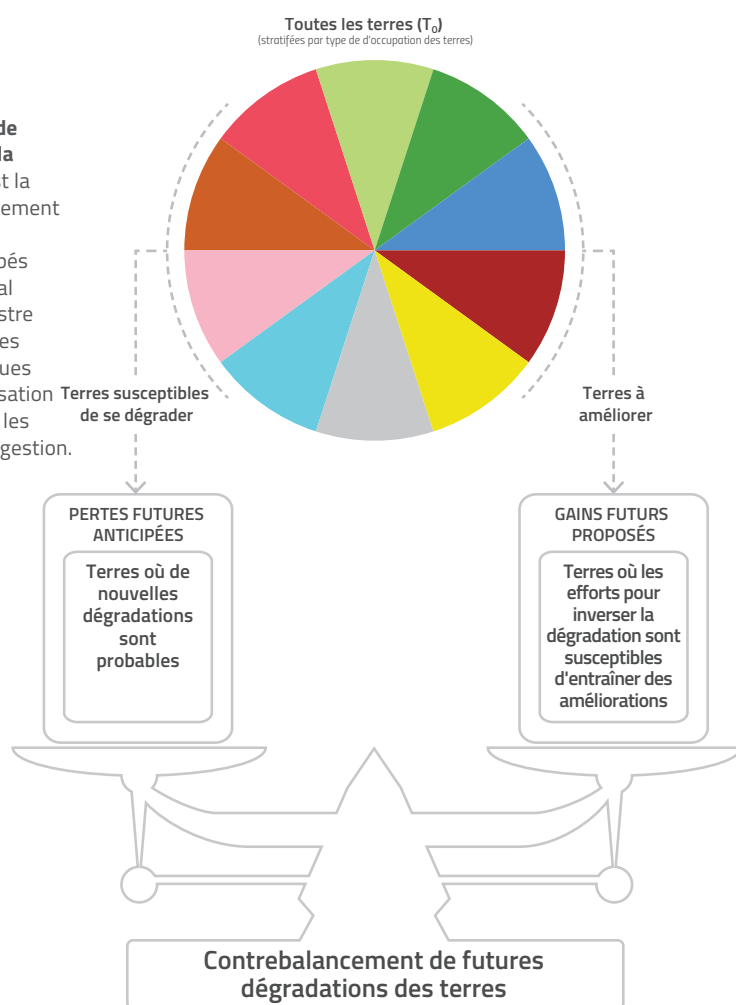 Toutes les terres (T₀)
(stratifées par type de d'occupation des terres)
de
la
st la
ement
pés
al
stre
es
ues
sation
les
gestion.
Terres susceptibles
de se dégrader
Terres à
améliorer
PERTES FUTURES
ANTICIPÉES
Terres où de
nouvelles
dégradations
sont
probables
GAINS FUTURS
PROPOSÉS
Terres où les
efforts pour
inverser la
dégradation sont
susceptibles
d'entraîner des
améliorations
Contrebalancement de futures
dégradations des terres